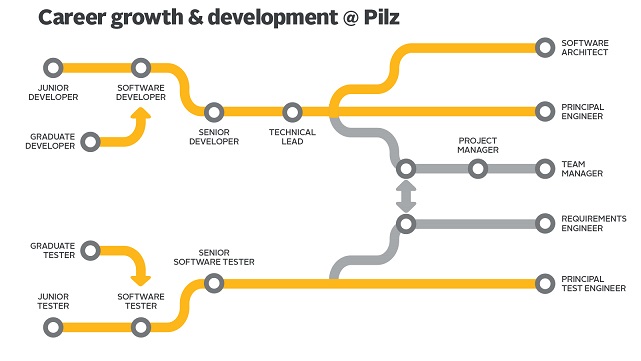 Career growth & development @ Pilz
SOFTWARE
ARCHITECT
JUNIOR
DEVELOPER
SOFTWARE
DEVELOPER
PRINCIPAL
ENGINEER
GRADUATE
DEVELOPER
SENIOR
DEVELOPER
TECHNICAL
LEAD
PROJECT
MANAGER
TEAM
MANAGER
REQUIREMENTS
ENGINEER
GRADUATE
TESTER
SENIOR
SOFTWARE TESTER
PRINCIPAL
TEST ENGINEER
JUNIOR
TESTER
SOFTWARE
TESTER